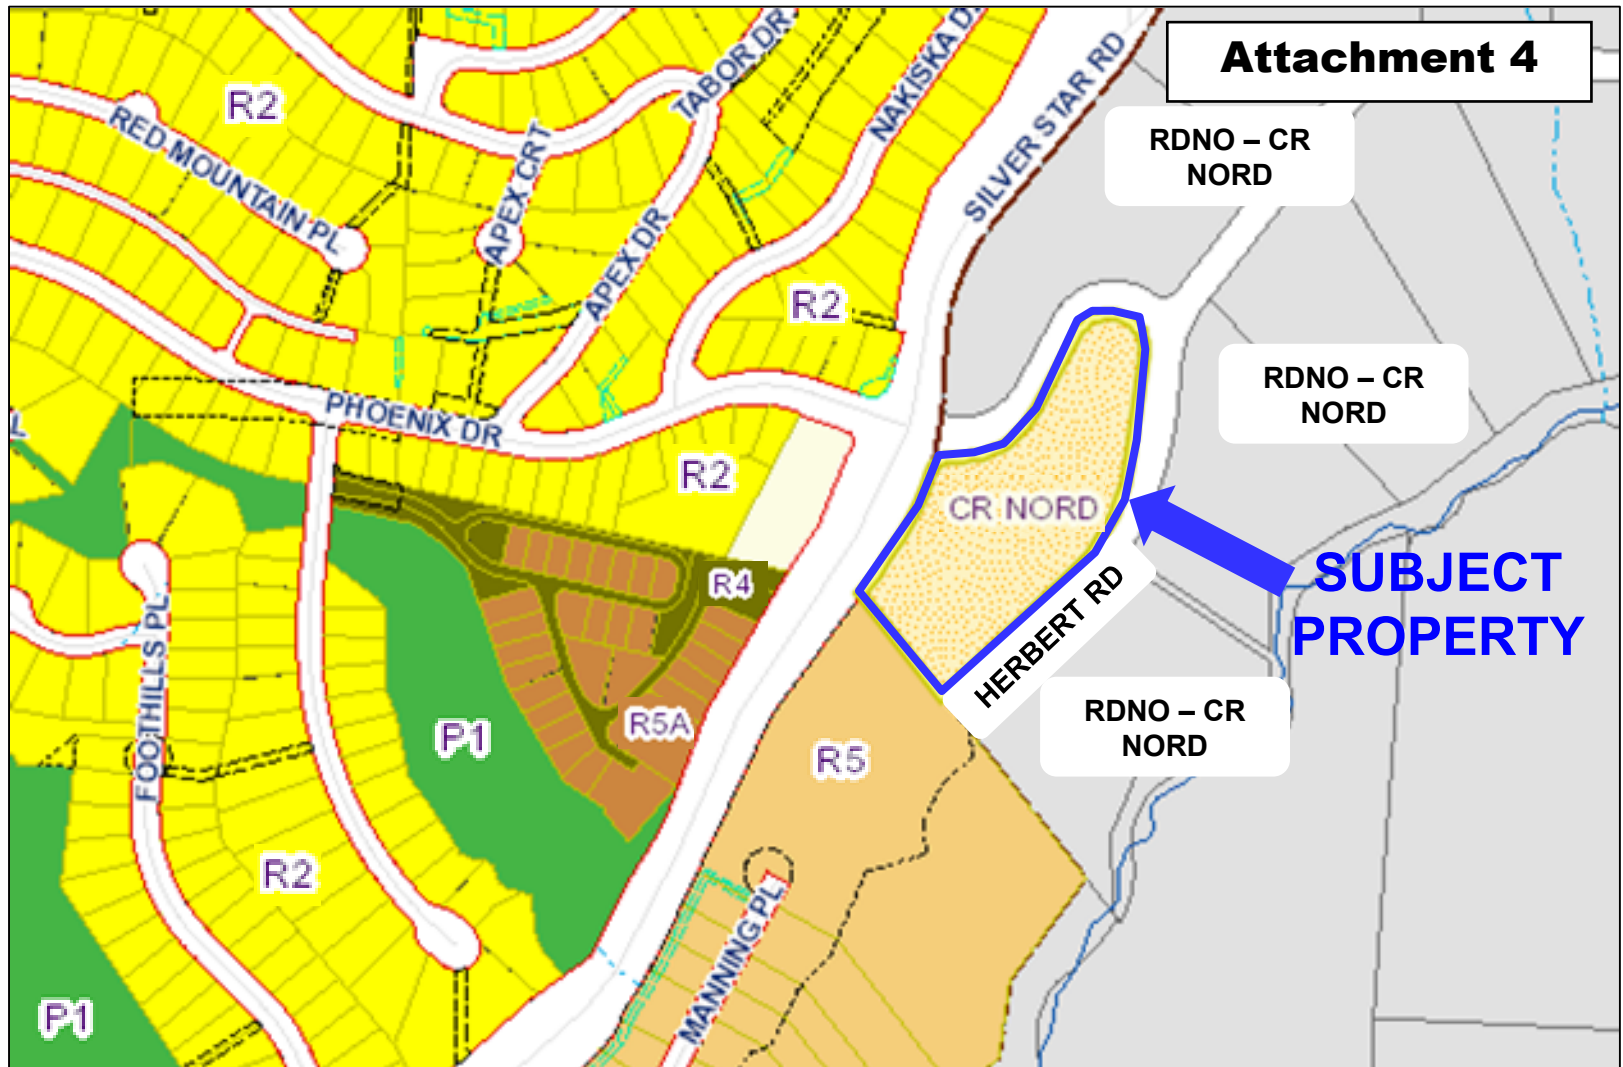 Attachment 4
TABOR DR
NAKISKA D
SILVER STAR RD
R2
RED MOUNTAIN PL
APEX CRT
RDNO – CR
NORD
APEX DR
R2
RDNO – CR
NORD
PHOENIX DR
L
R2
CR NORD
SUBJECT
PROPERTY
R4
HERBERT RD
FOOTHILLS PL
R5A
P1
R5
RDNO – CR
NORD
R2
MANNING PL
P1